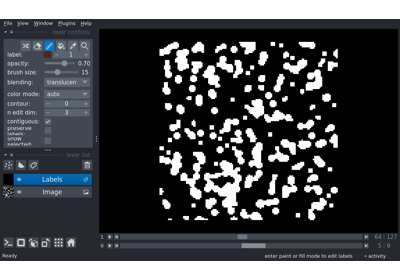 File View Window Plugins Help
layer controls
label: 1
opacity: 0.70
brush size: 15
blending: translucen
color mode: auto
contour: 0
n edit dim: 3
contiguous:
preserve labels:
show selected:
layer list
Labels
Image
1 64 127
0 5 9
Ready enter paint or fill mode to edit labels activity